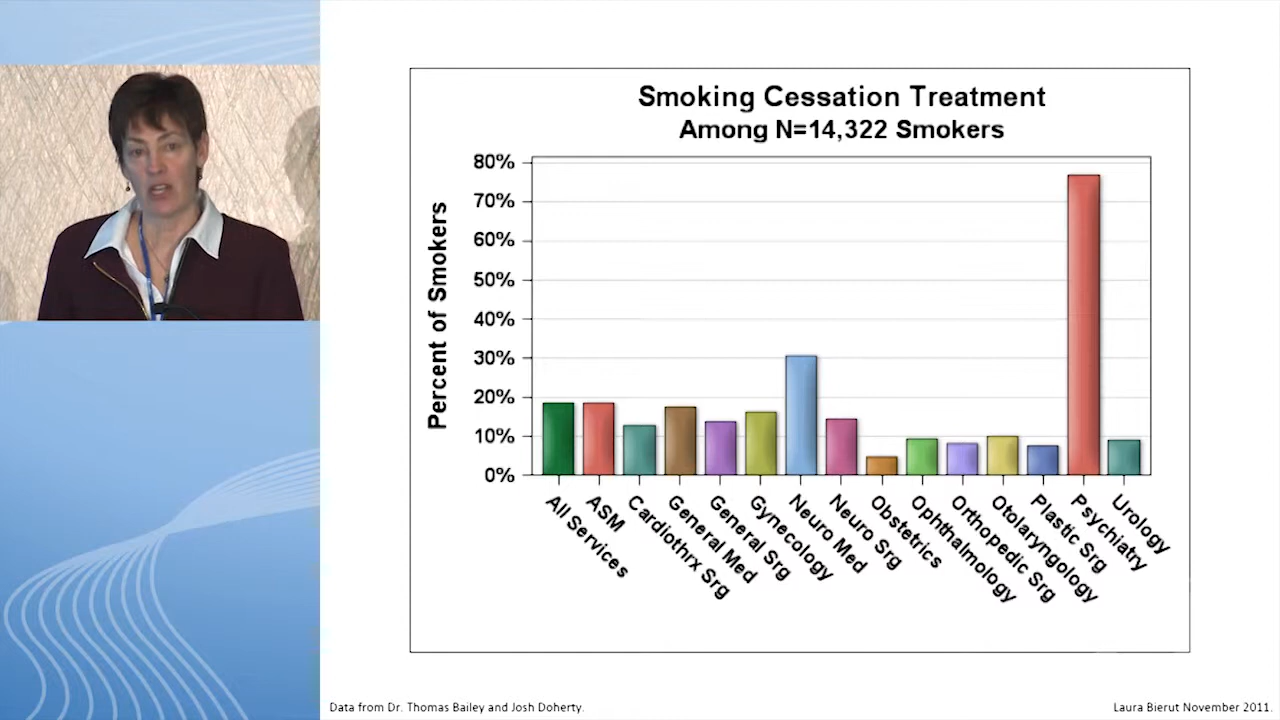 Smoking Cessation Treatment
Among N=14,322 Smokers
Percent of Smokers
80%
70%
60%
50%
40%
30%
20%
10%
0%
All Services
ASM
Cardiothrx Srg
General Med
General Srg
Gynecology
Neuro Med
Neuro Srg
Obstetrics
Ophthalmology
Orthopedic Srg
Otolaryngology
Plastic Srg
Psychiatry
Urology
Data from Dr. Thomas Bailey and Josh Doherty.
Laura Bierut November 2011.